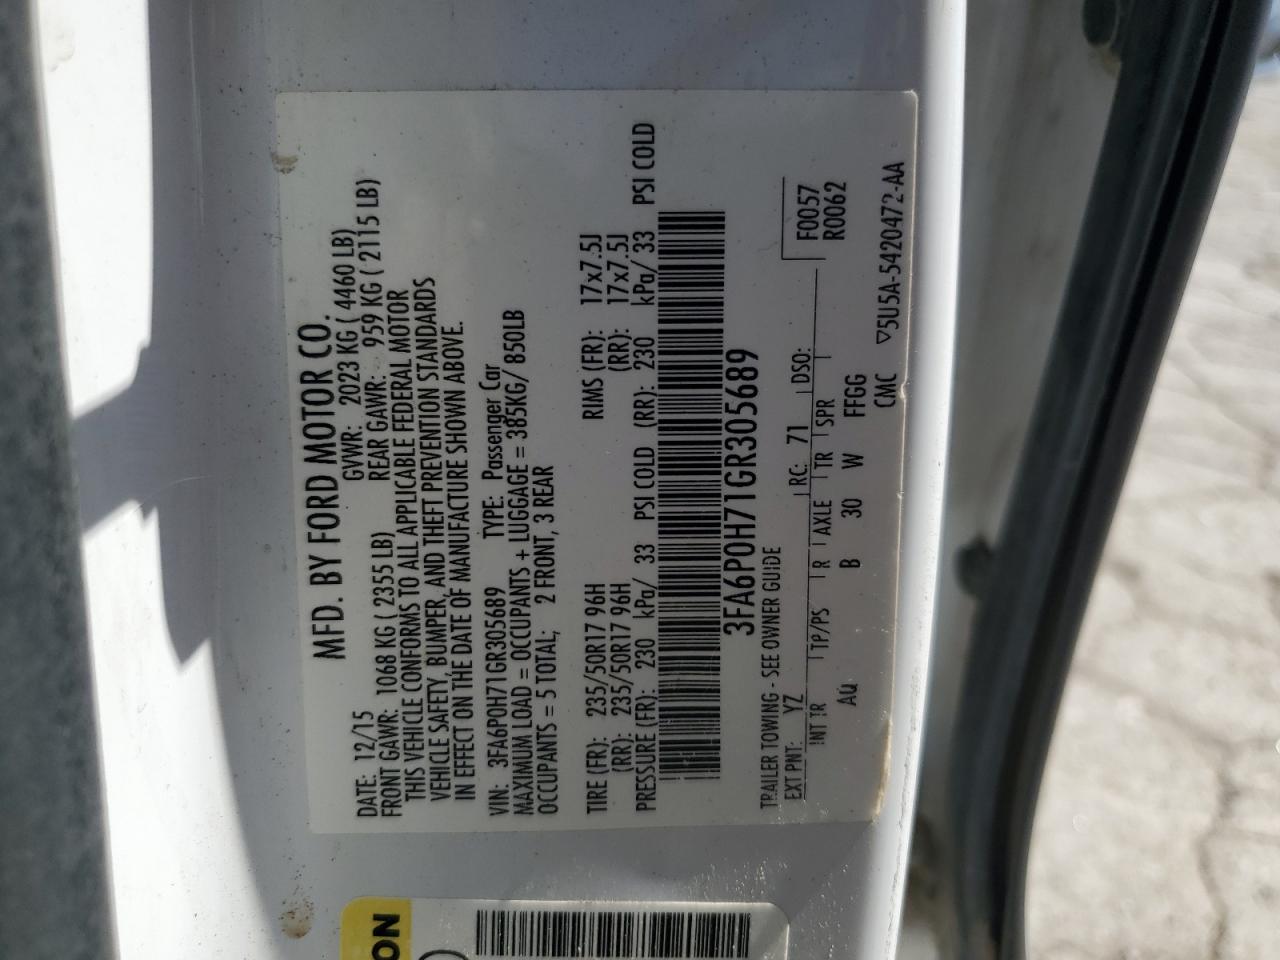 MFD. BY FORD MOTOR CO.
DATE: 12/15 GVWR: 2023 KG ( 4460 LB)
FRONT GAWR: 1068 KG (2355 LB) REAR GAWR: 959 KG (2115 LB)
THIS VEHICLE CONFORMS TO ALL APPLICABLE FEDERAL MOTOR
VEHICLE SAFETY, BUMPER, AND THEFT PREVENTION STANDARDS
IN EFFECT ON THE DATE OF MANUFACTURE SHOWN ABOVE.
VIN: 3FA6P0H71GR305689 TYPE: Passenger Car
MAXIMUM LOAD = OCCUPANTS + LUGGAGE = 385KG/ 850LB
OCCUPANTS = 5 TOTAL, 2 FRONT, 3 REAR
TIRE (FR): 235/50R17 96H RIMS (FR): 17x7.5J
(RR): 235/50R17 96H (RR): 17x7.5J
PRESSURE (FR): 230 kPa/ 33 PSI COLD (RR): 230 kPa/ 33 PSI COLD
3FA6P0H71GR305689
TRAILER TOWING - SEE OWNER GUIDE
F0057
R0062
EXT PNT: YZ RC: 71 DSO:
INT TR TP/PS R AXLE TR SPR
AQ B 30 W FFGG
CMC ▽5U5A-5420472-AA
ON